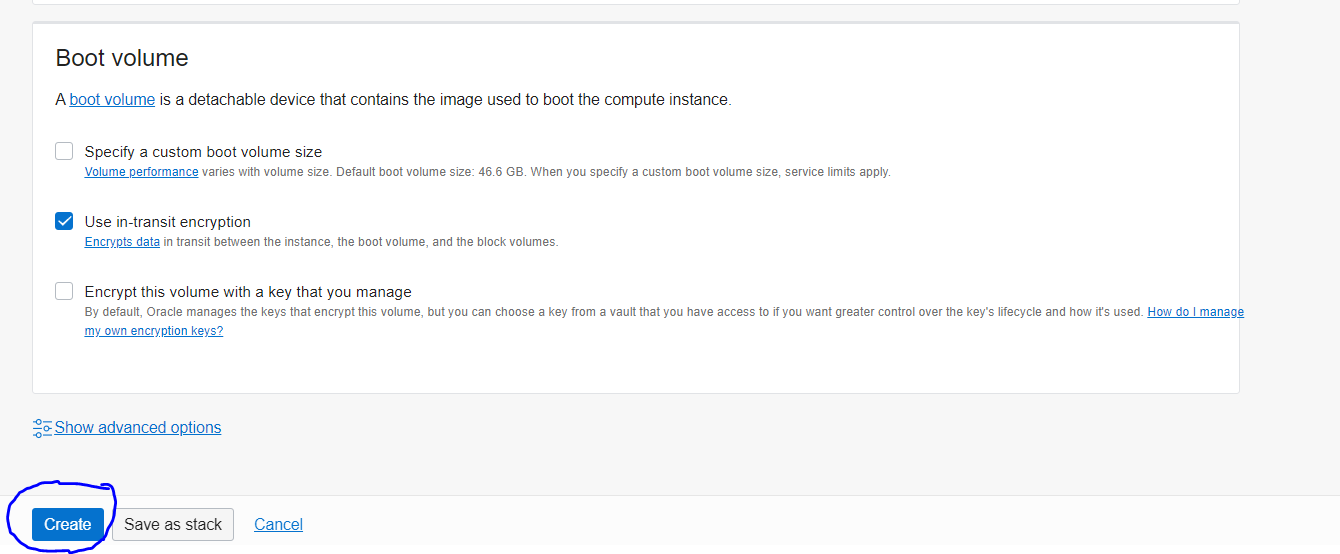 Boot volume
A boot volume is a detachable device that contains the image used to boot the compute instance.
Specify a custom boot volume size
Volume performance varies with volume size. Default boot volume size: 46.6 GB. When you specify a custom boot volume size, service limits apply.
Use in-transit encryption
Encrypts data in transit between the instance, the boot volume, and the block volumes.
Encrypt this volume with a key that you manage
By default, Oracle manages the keys that encrypt this volume, but you can choose a key from a vault that you have access to if you want greater control over the key's lifecycle and how it's used. How do I manage
my own encryption keys?
Show advanced options
Create Save as stack Cancel